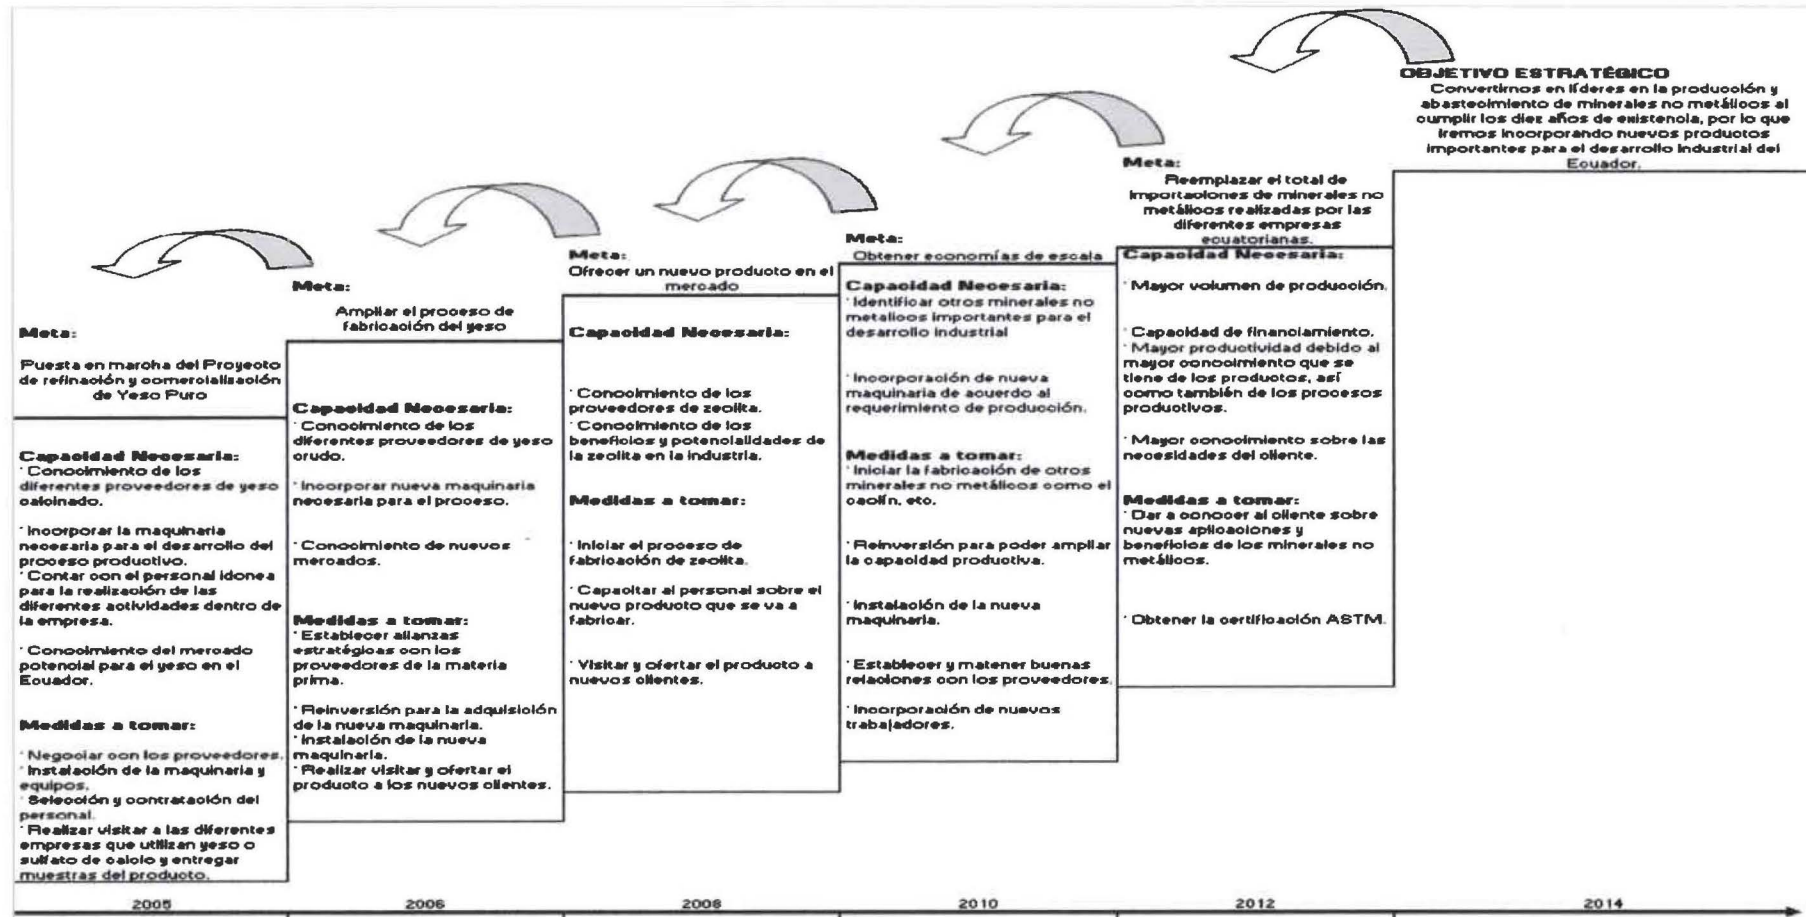 Meta:
Puesta en marcha del Proyecto
de refinación y comercialización
de Yeso Puro
Capacidad Necesaria:
· Conocimiento de los
diferentes proveedores de yeso
calcinado.
· Incorporar la maquinaria
necesaria para el desarrollo del
proceso productivo.
· Contar con el personal idonea
para la realización de las
diferentes actividades dentro de
la empresa.
· Conocimiento del mercado
potencial para el yeso en el
Ecuador.
Medidas a tomar:
· Negociar con los proveedores.
· Instalación de la maquinaria y
equipos.
· Selección y contratación del
personal.
· Realizar visitar a las diferentes
empresas que utilizan yeso o
sulfato de calcio y entregar
muestras del producto.
Meta:
Ampliar el proceso de
fabricación del yeso
Capacidad Necesaria:
· Conocimiento de los
diferentes proveedores de yeso
crudo.
· Incorporar nueva maquinaria
necesaria para el proceso.
· Conocimiento de nuevos
mercados.
Medidas a tomar:
· Establecer alianzas
estratégicas con los
proveedores de la materia
prima.
· Reinversión para la adquisición
de la nueva maquinaria.
· Instalación de la nueva
maquinaria.
· Realizar visitar y ofertar el
producto a los nuevos clientes.
Meta:
Ofrecer un nuevo producto en el
mercado
Capacidad Necesaria:
· Conocimiento de los
proveedores de zeolita.
· Conocimiento de los
beneficios y potencialidades de
la zeolita en la industria.
Medidas a tomar:
· Iniciar el proceso de
fabricación de zeolita.
· Capacitar al personal sobre el
nuevo producto que se va a
fabricar.
· Visitar y ofertar el producto a
nuevos clientes.
Meta:
Obtener economías de escala
Capacidad Necesaria:
· Identificar otros minerales no
metalicos importantes para el
desarrollo industrial
· Incorporación de nueva
maquinaria de acuerdo al
requerimiento de producción.
Medidas a tomar:
· Iniciar la fabricación de otros
minerales no metálicos como el
caolín, etc.
· Reinversión para poder ampliar
la capacidad productiva.
· Instalación de la nueva
maquinaria.
· Establecer y matener buenas
relaciones con los proveedores.
· Incorporación de nuevos
trabajadores.
Meta:
Reemplazar el total de
importaciones de minerales no
metálicos realizadas por las
diferentes empresas
ecuatorianas.
Capacidad Necesaria:
· Mayor volumen de producción.
· Capacidad de financiamiento.
· Mayor productividad debido al
mayor conocimiento que se
tiene de los productos, así
como también de los procesos
productivos.
· Mayor conocimiento sobre las
necesidades del cliente.
Medidas a tomar:
· Dar a conocer al cliente sobre
nuevas aplicaciones y
beneficios de los minerales no
metálicos.
· Obtener la certificación ASTM.
OBJETIVO ESTRATÉGICO
Convertirnos en líderes en la producción y
abastecimiento de minerales no metálicos al
cumplir los diez años de existencia, por lo que
iremos incorporando nuevos productos
importantes para el desarrollo industrial del
Ecuador.
2005 2006 2008 2010 2012 2014